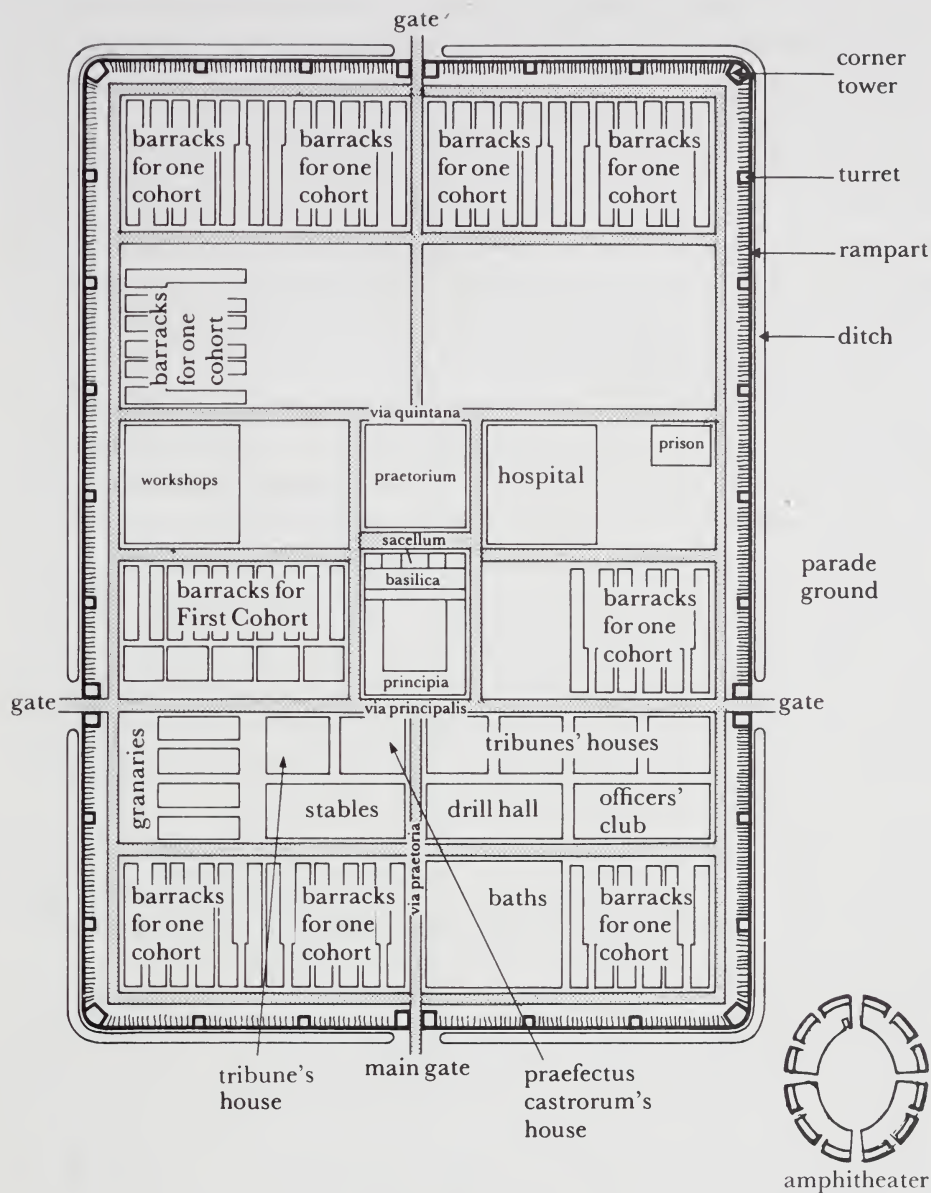 gate
corner
tower
barracks
for one
cohort
barracks
for one
cohort
barracks
for one
cohort
barracks
for one
cohort
turret
rampart
ditch
barracks
for one
cohort
via quintana
workshops
praetorium
hospital
prison
sacellum
basilica
parade
ground
barracks for
First Cohort
barracks
for one
cohort
principia
gate
via principalis
gate
granaries
tribunes' houses
stables
via praetoria
drill hall
officers'
club
barracks
for one
cohort
barracks
for one
cohort
baths
barracks
for one
cohort
tribune's
house
main gate
praefectus
castrorum's
house
amphitheater